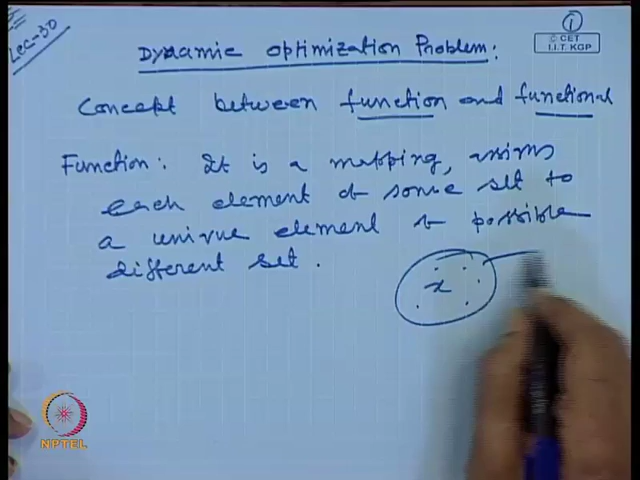 Lec-30
1
© CET
I.I.T. KGP
Dynamic optimization Problem:
Concept between function and functional
Function: It is a mapping, assigns
each element of some set to
a unique element of possible
different set.
x
NPTEL